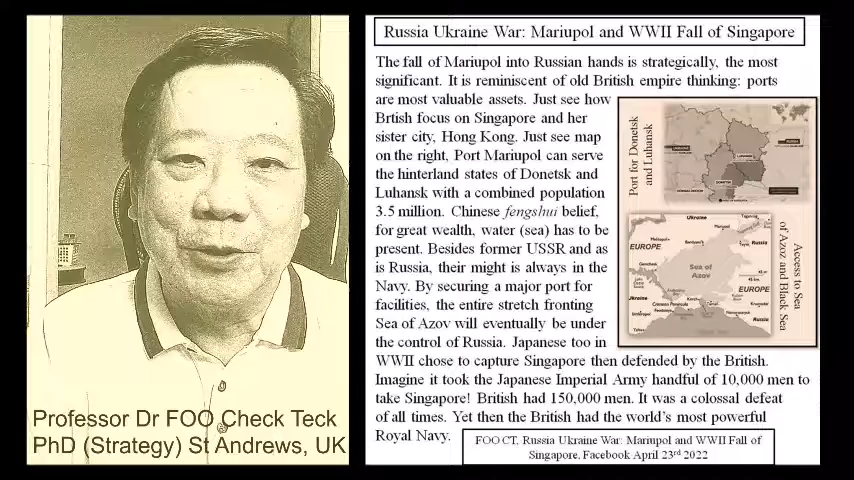 Russia Ukraine War: Mariupol and WWII Fall of Singapore
The fall of Mariupol into Russian hands is strategically, the most
significant. It is reminiscent of old British empire thinking: ports
are most valuable assets. Just see how
Brtish focus on Singapore and her
sister city, Hong Kong. Just see map
on the right, Port Mariupol can serve
the hinterland states of Donetsk and
Luhansk with a combined population
3.5 million. Chinese fengshui belief,
for great wealth, water (sea) has to be
present. Besides former USSR and as
is Russia, their might is always in the
Navy. By securing a major port for
facilities, the entire stretch fronting
Sea of Azov will eventually be under
the control of Russia. Japanese too in
WWII chose to capture Singapore then defended by the British.
Imagine it took the Japanese Imperial Army handful of 10,000 men to
take Singapore! British had 150,000 men. It was a colossal defeat
of all times. Yet then the British had the world's most powerful
Royal Navy.
Port for Donetsk
and Luhansk
Ukraine
EUROPE
Russia
Sea of
Azov
EUROPE
Ukraine
Russia
Access to Sea
of Azoz and Black Sea
FOO CT, Russia Ukraine War: Mariupol and WWII Fall of
Singapore, Facebook April 23rd 2022
Professor Dr FOO Check Teck
PhD (Strategy) St Andrews, UK